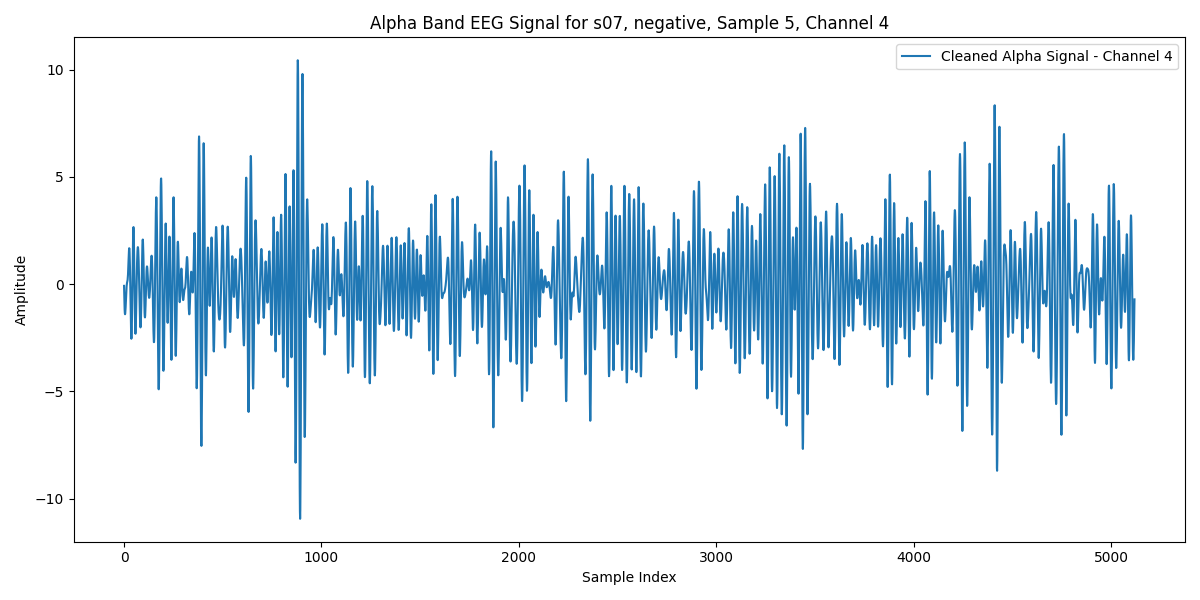 Alpha Band EEG Signal for s07, negative, Sample 5, Channel 4
Cleaned Alpha Signal - Channel 4
Amplitude
10
5
0
−5
−10
0 1000 2000 3000 4000 5000
Sample Index